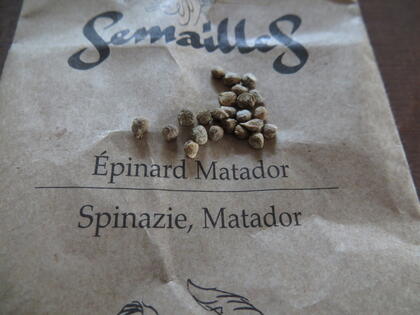 SemailleS
Épinard Matador
Spinazie, Matador